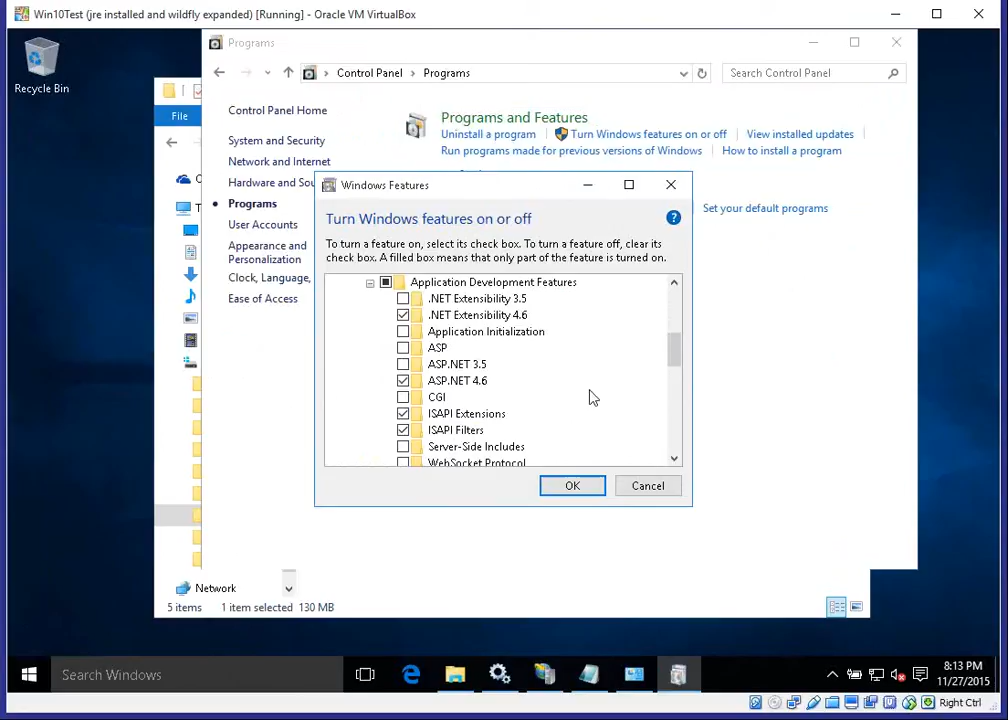 Win10Test (jre installed and wildfly expanded) [Running] - Oracle VM VirtualBox
Recycle Bin
Programs
Control Panel > Programs
Search Control Panel
File
Control Panel Home
System and Security
Network and Internet
Hardware and Sou
Programs
User Accounts
Appearance and
Personalization
Clock, Language,
Ease of Access
Programs and Features
Uninstall a program
Turn Windows features on or off
View installed updates
Run programs made for previous versions of Windows
How to install a program
Set your default programs
Windows Features
Turn Windows features on or off
To turn a feature on, select its check box. To turn a feature off, clear its
check box. A filled box means that only part of the feature is turned on.
Application Development Features
.NET Extensibility 3.5
.NET Extensibility 4.6
Application Initialization
ASP
ASP.NET 3.5
ASP.NET 4.6
CGI
ISAPI Extensions
ISAPI Filters
Server-Side Includes
WebSocket Protocol
OK
Cancel
Network
5 items
1 item selected 130 MB
Search Windows
8:13 PM
11/27/2015
Right Ctrl